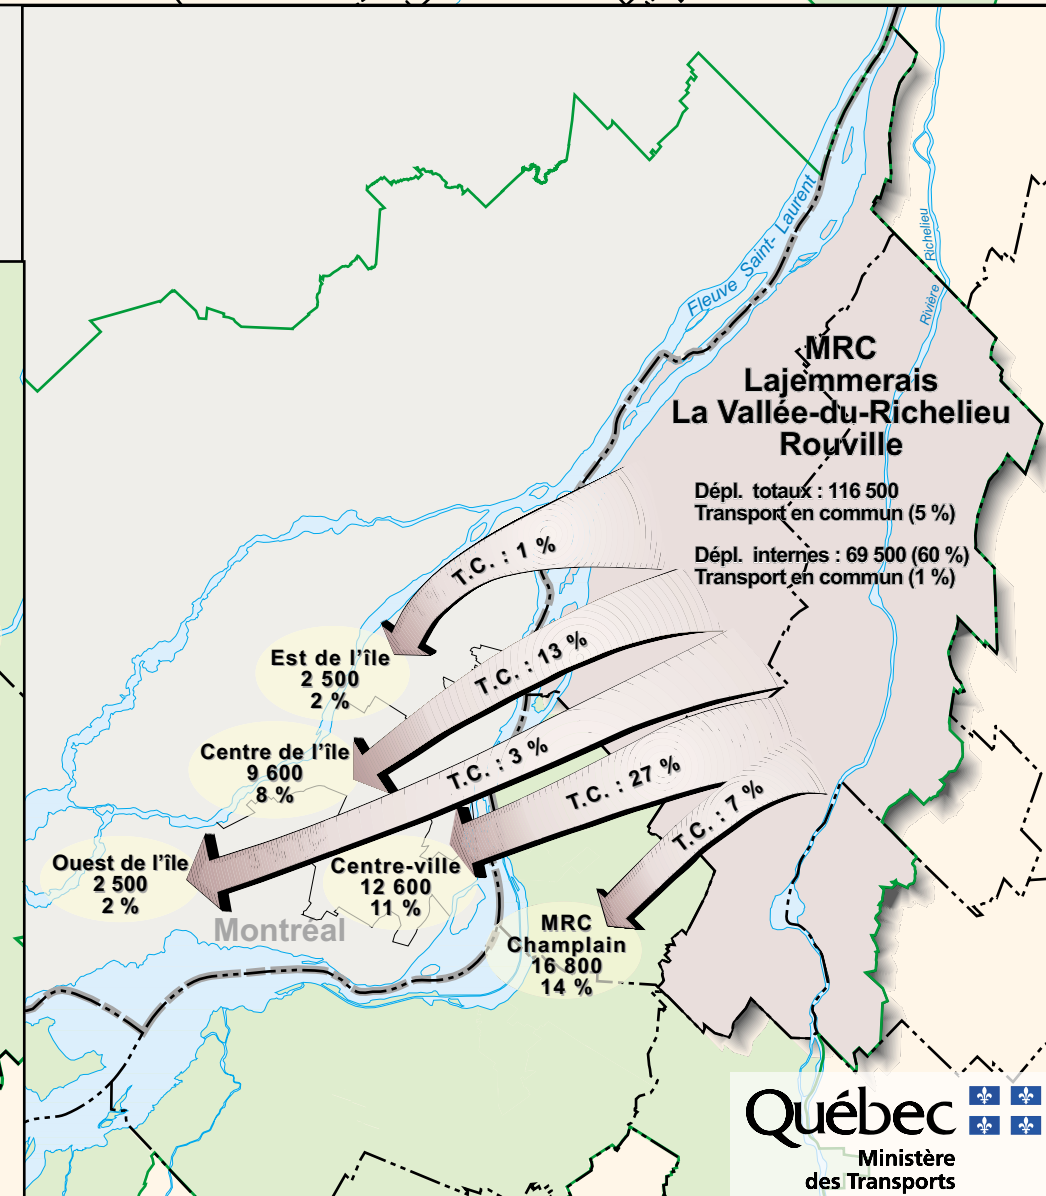 Fleuve Saint- Laurent
Rivière Richelieu
MRC
Lajemmerais
La Vallée-du-Richelieu
Rouville
Dépl. totaux : 116 500
Transport en commun (5 %)
Dépl. internes : 69 500 (60 %)
Transport en commun (1 %)
T.C. : 1 %
T.C. : 13 %
T.C. : 3 %
T.C. : 27 %
T.C. : 7 %
Est de l'île
2 500
2 %
Centre de l'île
9 600
8 %
Ouest de l'île
2 500
2 %
Centre-ville
12 600
11 %
Montréal
MRC
Champlain
16 800
14 %
Québec
Ministère
des Transports